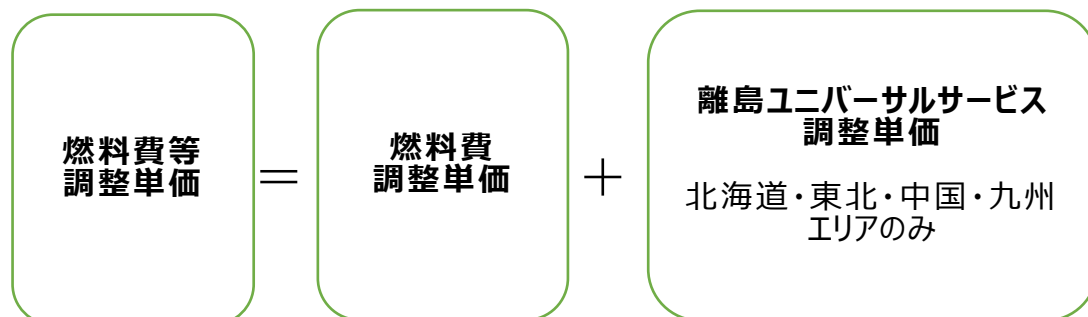 燃料費等
調整単価
＝
燃料費
調整単価
＋
離島ユニバーサルサービス
調整単価
北海道・東北・中国・九州
エリアのみ